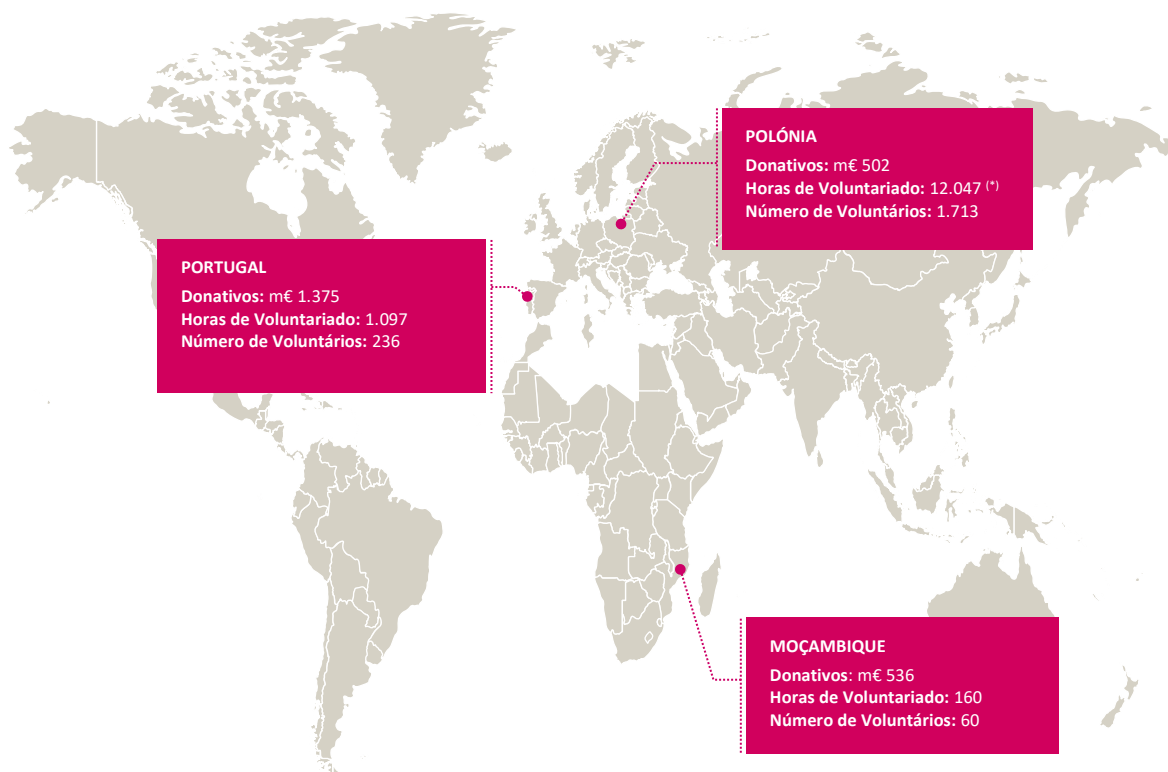 POLÓNIA
Donativos: m€ 502
Horas de Voluntariado: 12.047 (*)
Número de Voluntários: 1.713
PORTUGAL
Donativos: m€ 1.375
Horas de Voluntariado: 1.097
Número de Voluntários: 236
MOÇAMBIQUE
Donativos: m€ 536
Horas de Voluntariado: 160
Número de Voluntários: 60